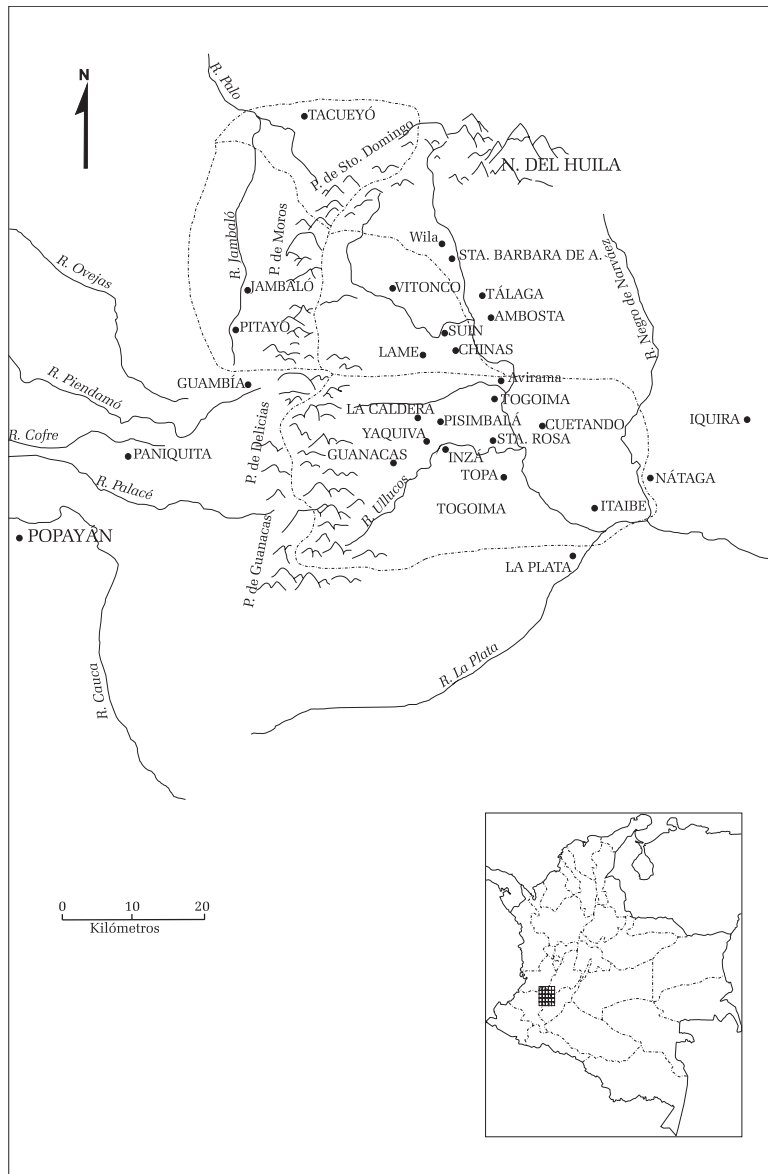 R. Palo
N
TACUEYÓ
P. de Sto. Domingo
N. DEL HUILA
R. Jambaló
P. de Moros
Wila
STA. BARBARA DE A.
R. Negro de Narváez
R. Ovejas
JAMBALÓ
VITONCO
TÁLAGA
AMBOSTA
PITAYÓ
SUIN
LAME
CHINAS
R. Piendamó
GUAMBÍA
Avirama
TOGOIMA
LA CALDERA
PISIMBALÁ
CUETANDO
IQUIRA
R. Cofre
PANIQUITA
P. de Delicias
YAQUIVA
STA. ROSA
GUANACAS
INZÁ
R. Palacé
TOPA
NÁTAGA
R. Ullucos
TOGOIMA
ITAIBE
POPAYÁN
P. de Guanacas
LA PLATA
R. Cauca
R. La Plata
0 10 20
Kilómetros